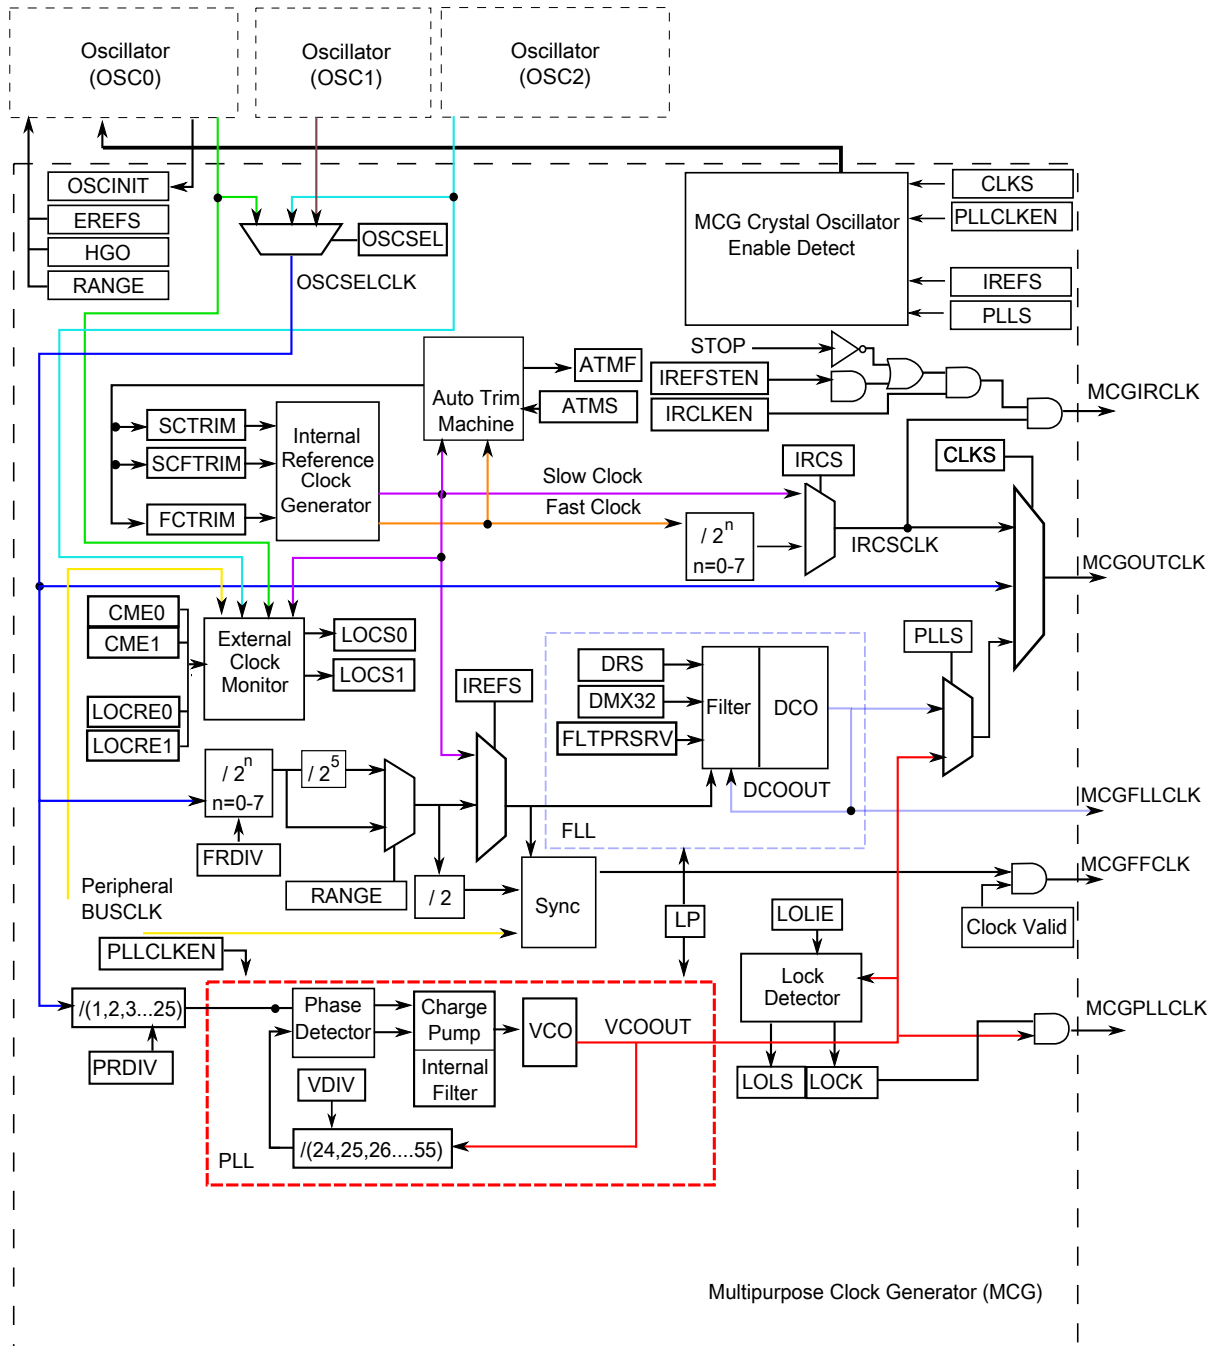 Oscillator
(OSC0)
Oscillator
(OSC1)
Oscillator
(OSC2)
OSCINIT
EREFS
HGO
RANGE
OSCSEL
OSCSELCLK
MCG Crystal Oscillator
Enable Detect
CLKS
PLLCLKEN
IREFS
PLLS
STOP
IREFSTEN
IRCLKEN
MCGIRCLK
ATMF
ATMS
Auto Trim
Machine
SCTRIM
SCFTRIM
FCTRIM
Internal
Reference
Clock
Generator
Slow Clock
Fast Clock
IRCS
CLKS
/ 2n
n=0-7
IRCSCLK
MCGOUTCLK
CME0
CME1
LOCRE0
LOCRE1
External
Clock
Monitor
LOCS0
LOCS1
IREFS
DRS
DMX32
FLTPRSRV
Filter
DCO
PLLS
/ 2n
n=0-7
/ 25
DCOOUT
MCGFLLCLK
FLL
FRDIV
RANGE
/ 2
Sync
MCGFFCLK
Clock Valid
Peripheral
BUSCLK
LP
LOLIE
PLLCLKEN
/(1,2,3...25)
PRDIV
Phase
Detector
Charge
Pump
Internal
Filter
VCO
VCOOUT
Lock
Detector
LOLS
LOCK
MCGPLLCLK
VDIV
/(24,25,26....55)
PLL
Multipurpose Clock Generator (MCG)